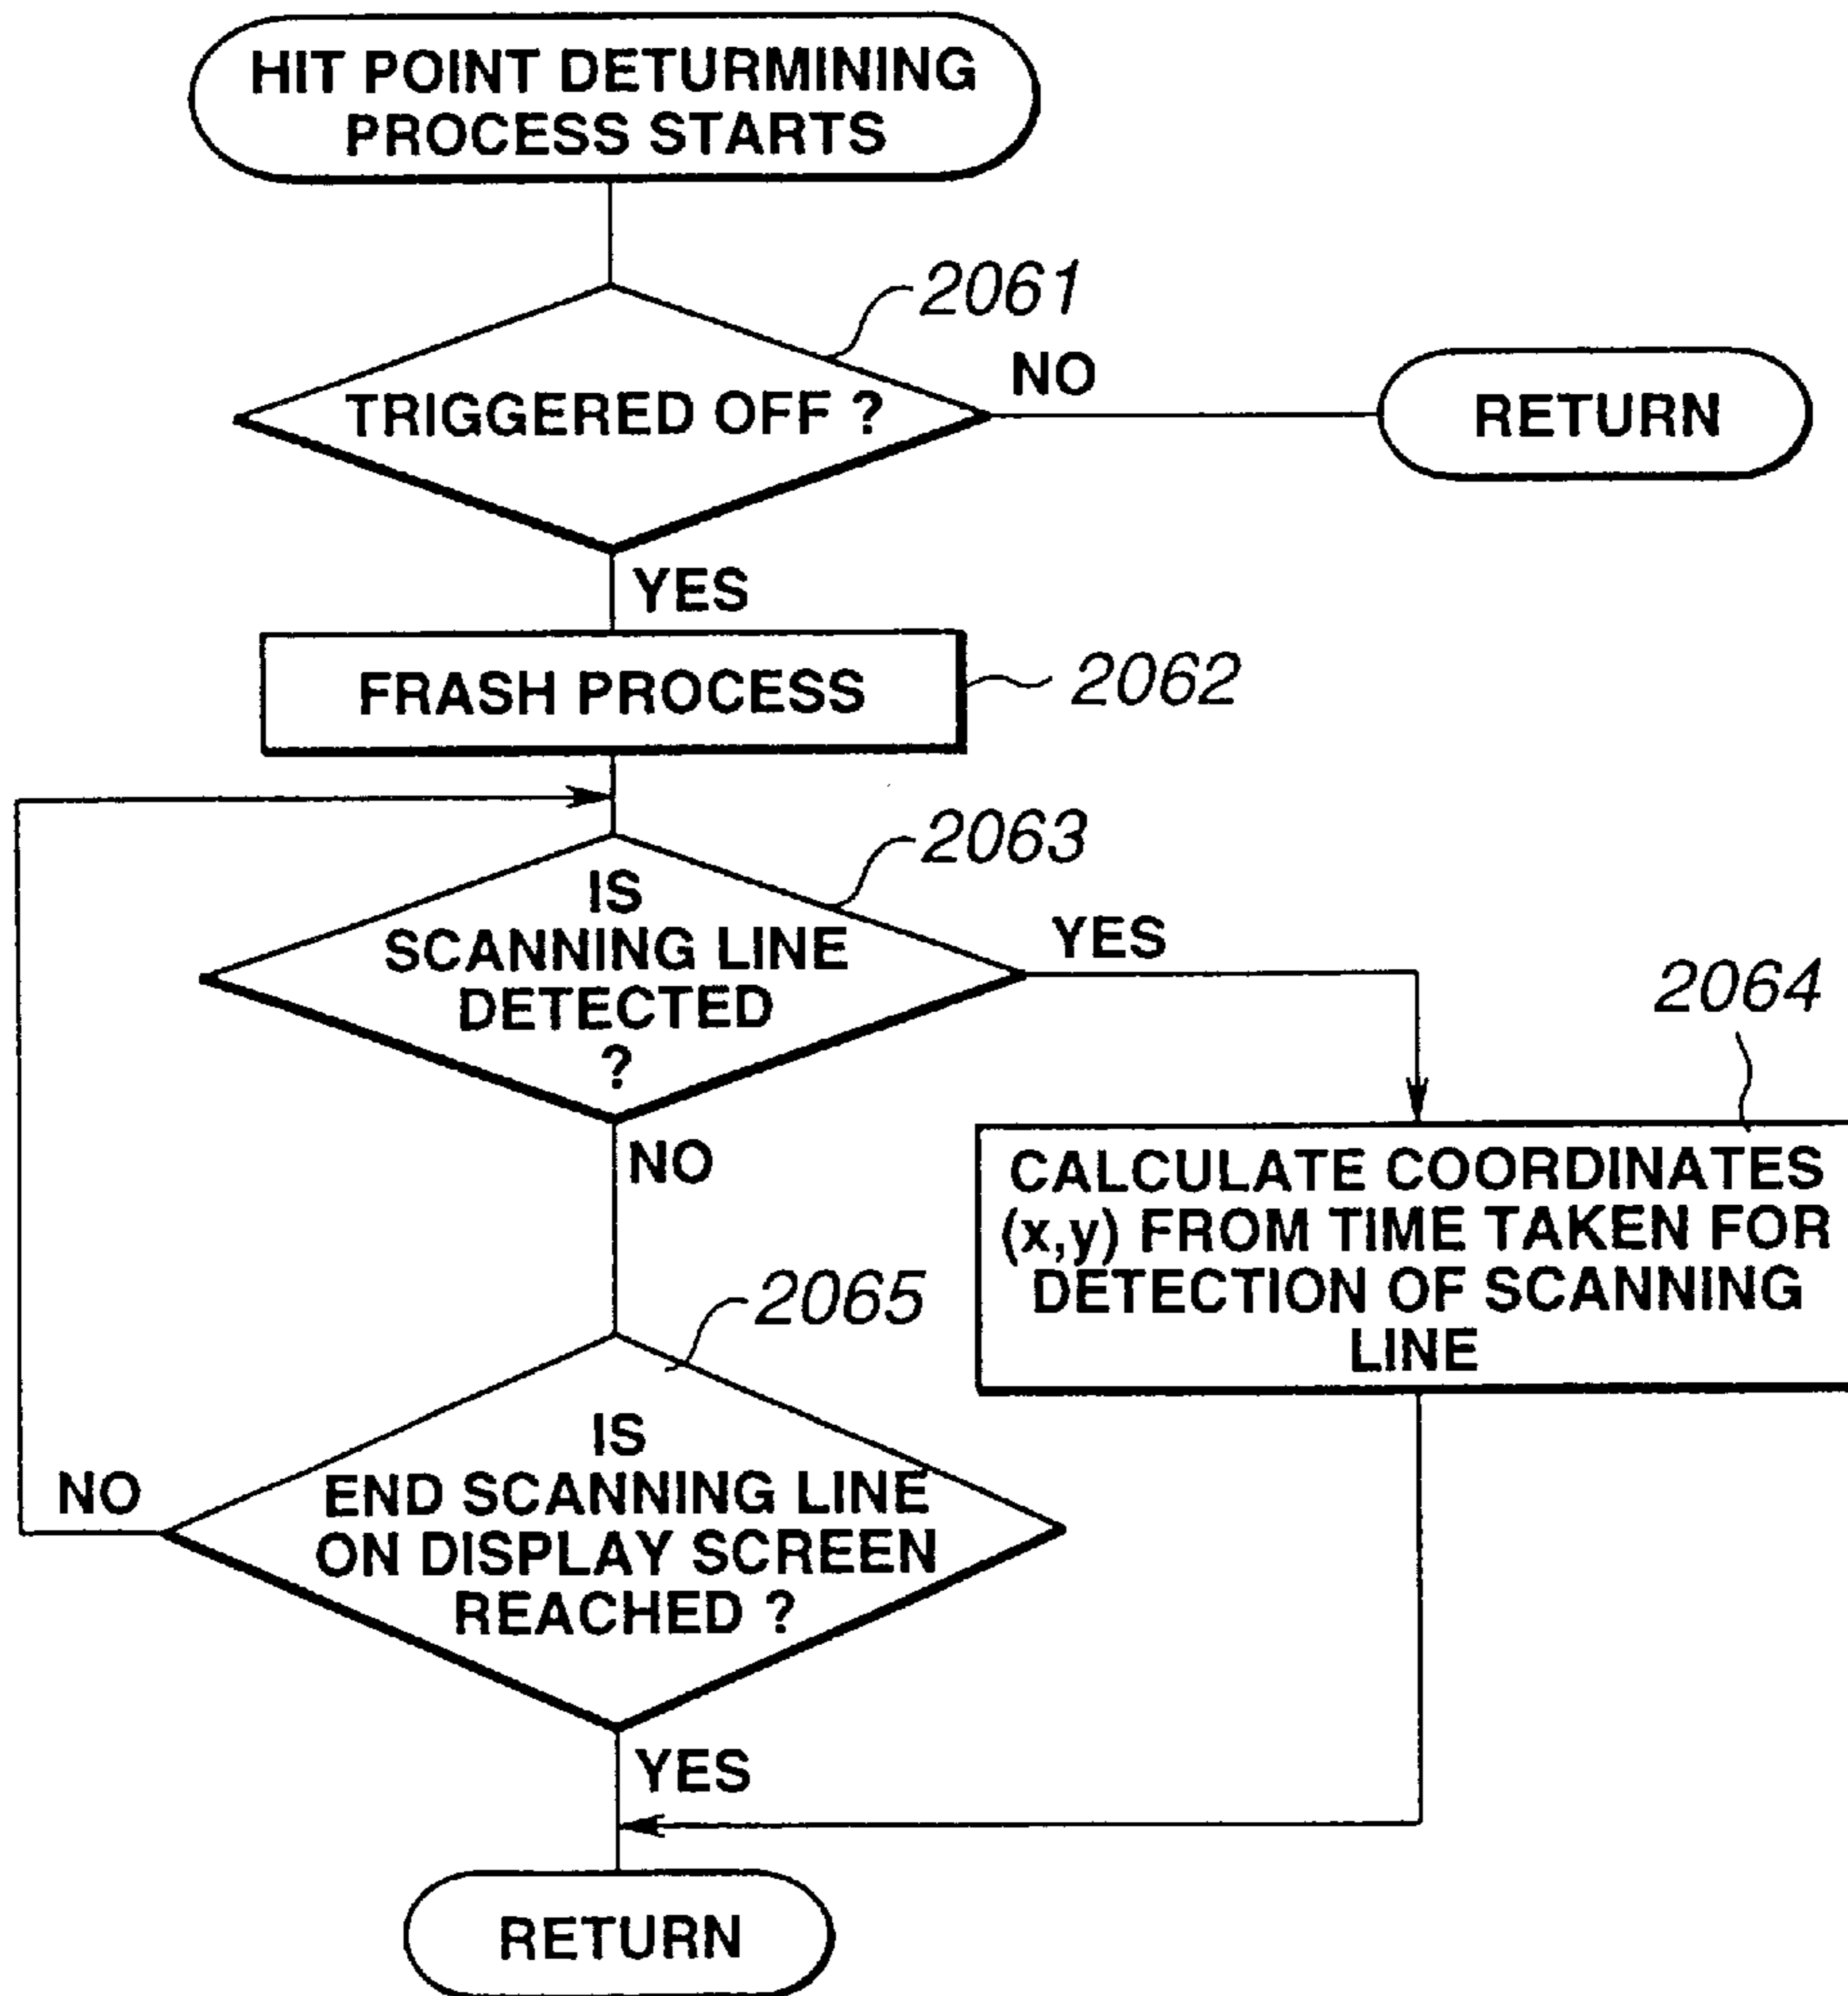 HIT POINT DETURMINING
PROCESS STARTS
2061
TRIGGERED OFF ?
NO
RETURN
YES
FRASH PROCESS
2062
2063
IS
SCANNING LINE
DETECTED
?
YES
2064
NO
CALCULATE COORDINATES
(x,y) FROM TIME TAKEN FOR
DETECTION OF SCANNING
LINE
2065
IS
END SCANNING LINE
ON DISPLAY SCREEN
REACHED ?
NO
YES
RETURN